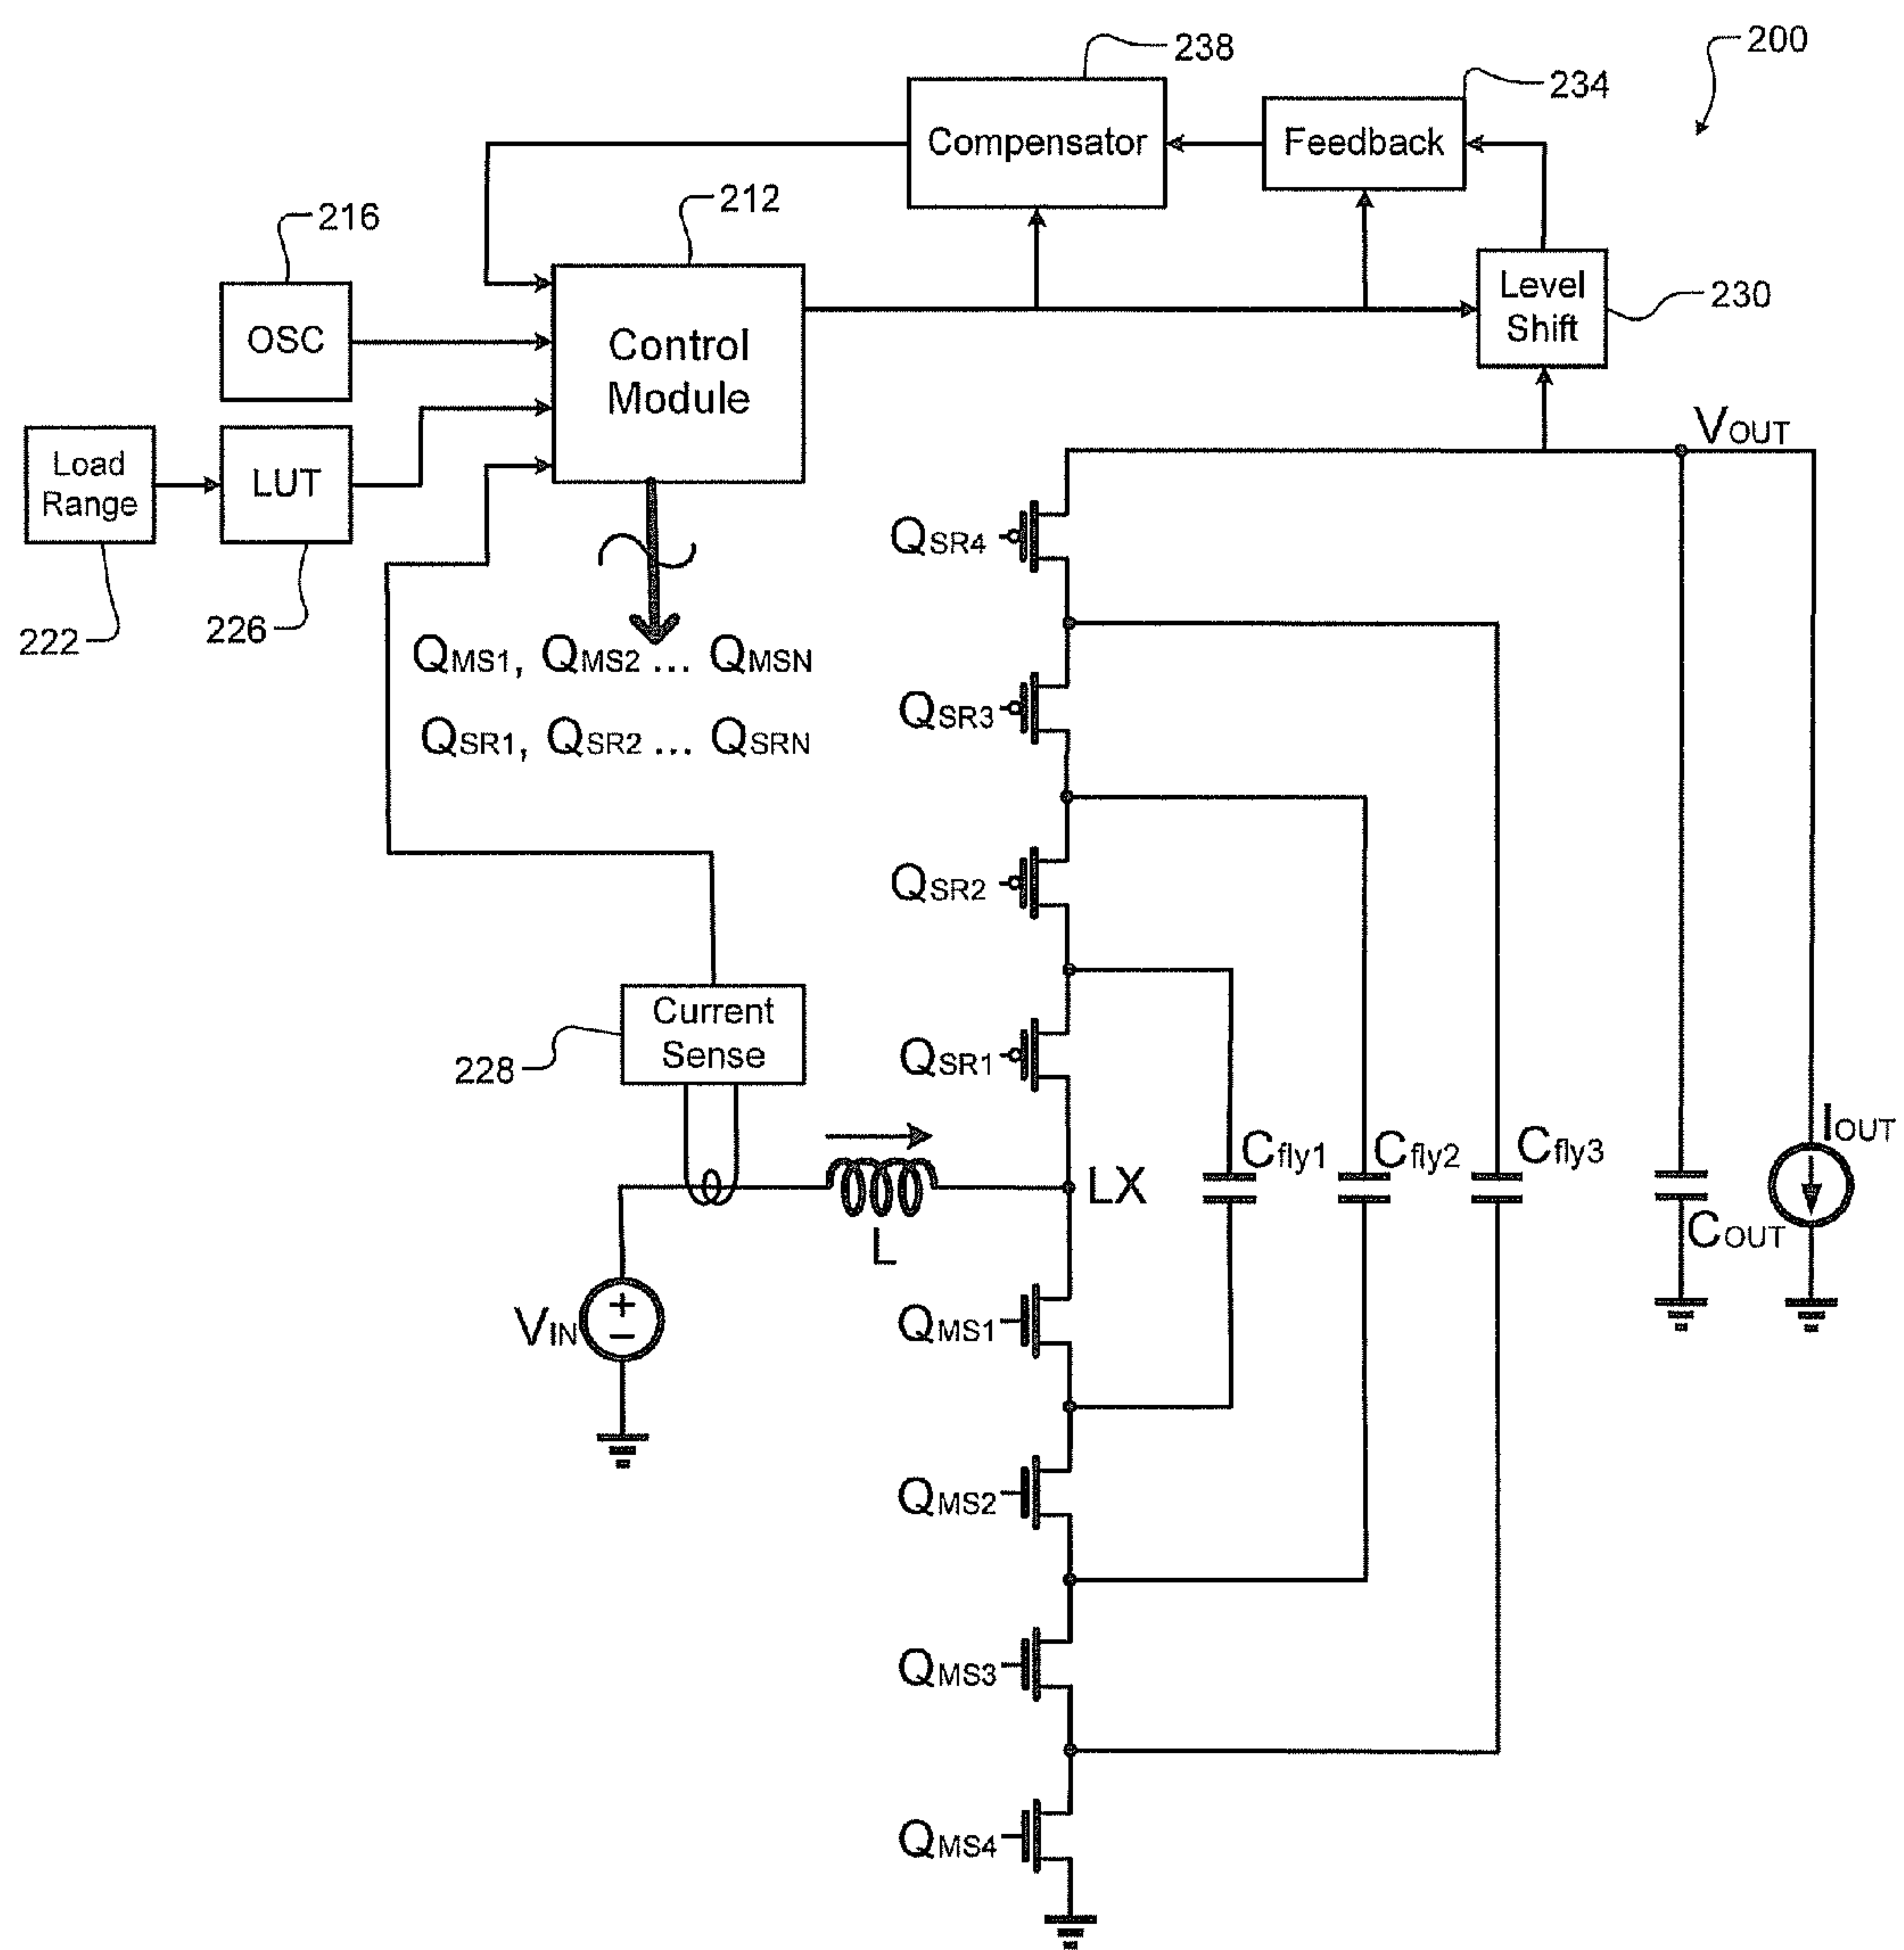 200
238
234
Compensator
Feedback
216
212
OSC
Control
Module
Level
Shift
230
Load
Range
LUT
222
226
VOUT
QMS1, QMS2 ... QMSN
QSR1, QSR2 ... QSRN
QSR4
QSR3
QSR2
QSR1
Current
Sense
228
LX
L
Cfly1
Cfly2
Cfly3
COUT
IOUT
VIN
+
−
QMS1
QMS2
QMS3
QMS4